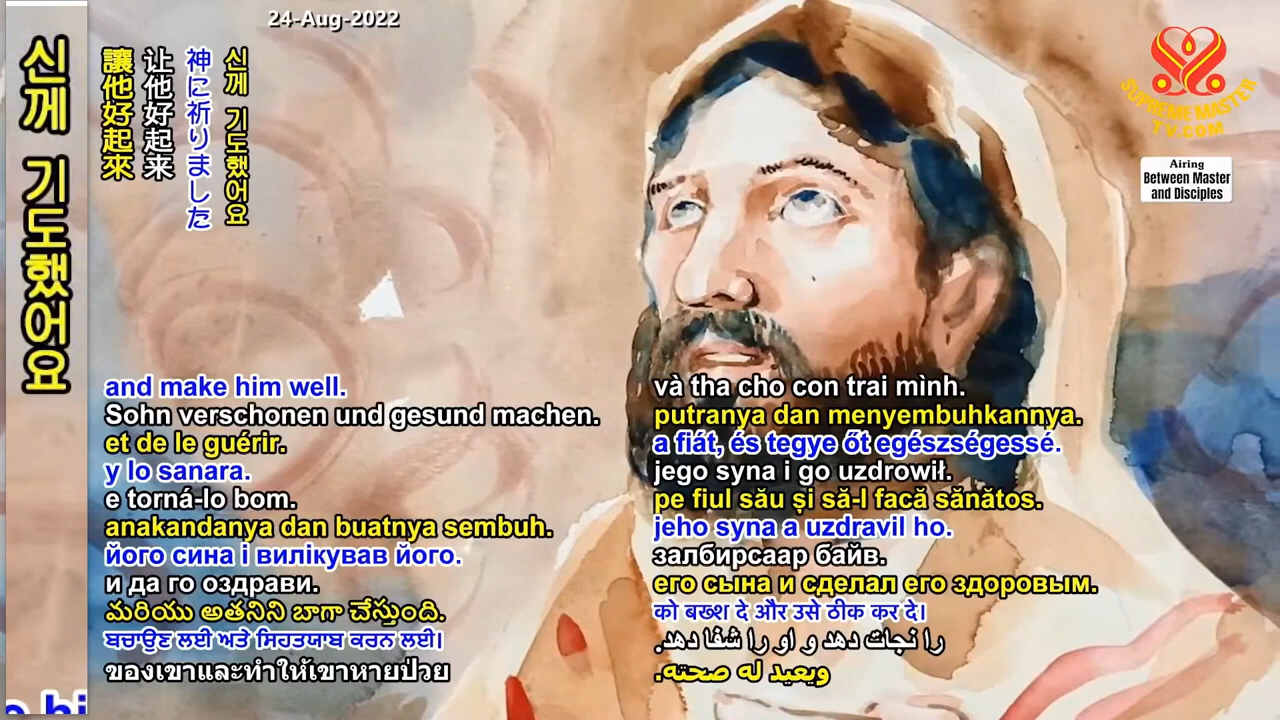 24-Aug-2022
신께 기도했어요
讓他好起來
让他好起来
神に祈りました
신께 기도했어요
SUPREME MASTER
TV.COM
Airing
Between Master
and Disciples
and make him well.
Sohn verschonen und gesund machen.
et de le guérir.
y lo sanara.
e torná-lo bom.
anakandanya dan buatnya sembuh.
його сина і вилікував його.
и да го оздрави.
మరియు అతనిని బాగా చేస్తుంది.
ਬਚਾਉਣ ਲਈ ਅਤੇ ਸਿਹਤਯਾਬ ਕਰਨ ਲਈ।
ของเขาและทำให้เขาหายป่วย
và tha cho con trai mình.
putranya dan menyembuhkannya.
a fiát, és tegye őt egészségessé.
jego syna i go uzdrowił.
pe fiul său și să-l facă sănătos.
jeho syna a uzdravil ho.
залбирсаар байв.
его сына и сделал его здоровым.
को बख्श दे और उसे ठीक कर दे।
را نجات دهد و او را شفا دهد.
ويعيد له صحته.